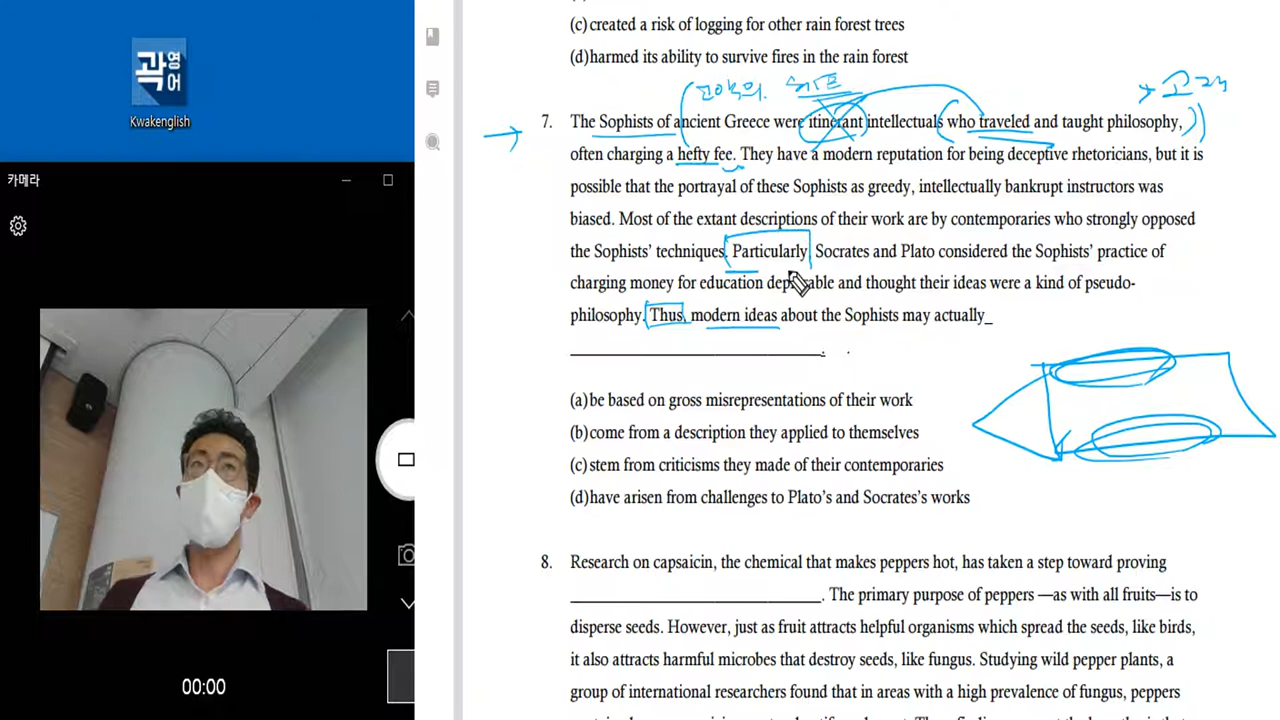 곽영어
Kwakenglish
카메라
00:00
(c) created a risk of logging for other rain forest trees
(d) harmed its ability to survive fires in the rain forest
7. The Sophists of ancient Greece were itinerant intellectuals who traveled and taught philosophy,
often charging a hefty fee. They have a modern reputation for being deceptive rhetoricians, but it is
possible that the portrayal of these Sophists as greedy, intellectually bankrupt instructors was
biased. Most of the extant descriptions of their work are by contemporaries who strongly opposed
the Sophists' techniques. Particularly, Socrates and Plato considered the Sophists' practice of
charging money for education deplorable and thought their ideas were a kind of pseudo-
philosophy. Thus, modern ideas about the Sophists may actually_
____________________.
(a) be based on gross misrepresentations of their work
(b) come from a description they applied to themselves
(c) stem from criticisms they made of their contemporaries
(d) have arisen from challenges to Plato's and Socrates's works
8. Research on capsaicin, the chemical that makes peppers hot, has taken a step toward proving
____________________. The primary purpose of peppers —as with all fruits—is to
disperse seeds. However, just as fruit attracts helpful organisms which spread the seeds, like birds,
it also attracts harmful microbes that destroy seeds, like fungus. Studying wild pepper plants, a
group of international researchers found that in areas with a high prevalence of fungus, peppers